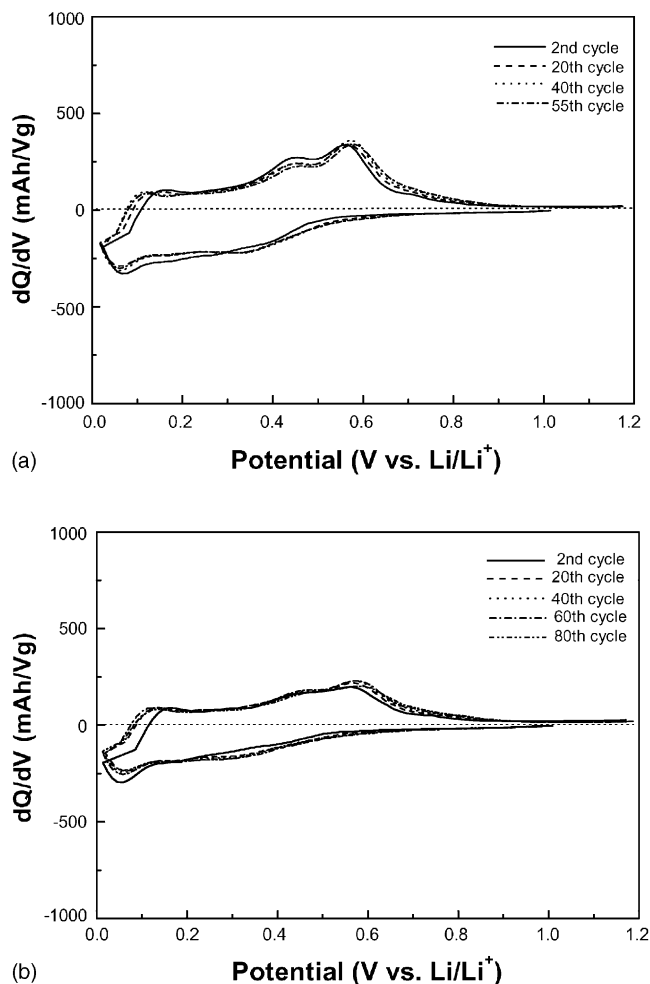 1000
500
0
-500
-1000
dQ/dV (mAh/Vg)
2nd cycle
20th cycle
40th cycle
55th cycle
0.0 0.2 0.4 0.6 0.8 1.0 1.2
(a) Potential (V vs. Li/Li⁺)
1000
500
0
-500
-1000
dQ/dV (mAh/Vg)
2nd cycle
20th cycle
40th cycle
60th cycle
80th cycle
0.0 0.2 0.4 0.6 0.8 1.0 1.2
(b) Potential (V vs. Li/Li⁺)